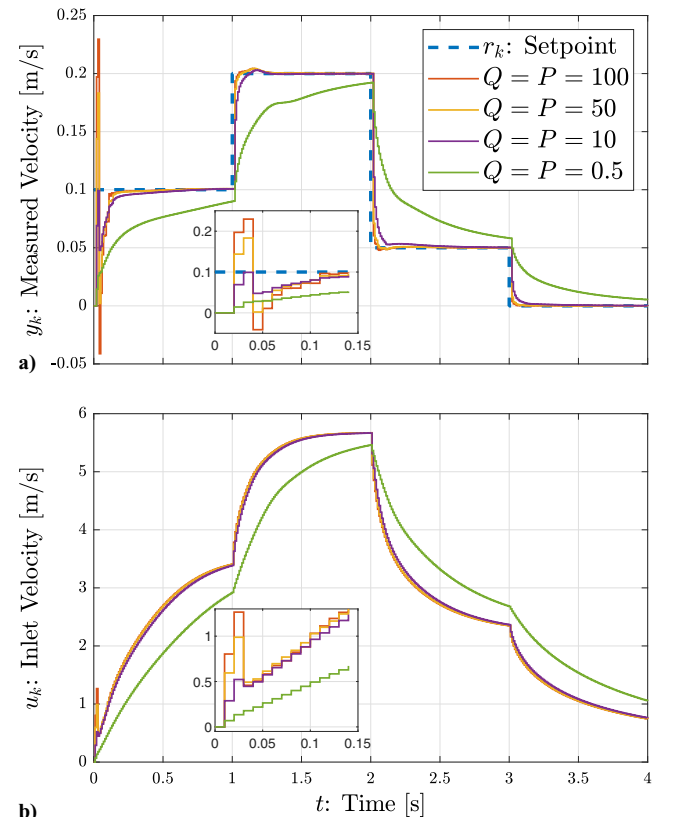 a)
y_k: Measured Velocity [m/s]
0.25
0.2
0.15
0.1
0.05
0
-0.05
r_k: Setpoint
Q = P = 100
Q = P = 50
Q = P = 10
Q = P = 0.5
0.2
0.1
0
0 0.05 0.1 0.15
b)
u_k: Inlet Velocity [m/s]
6
5
4
3
2
1
0
1
0.5
0
0 0.05 0.1 0.15
0 0.5 1 1.5 2 2.5 3 3.5 4
t: Time [s]